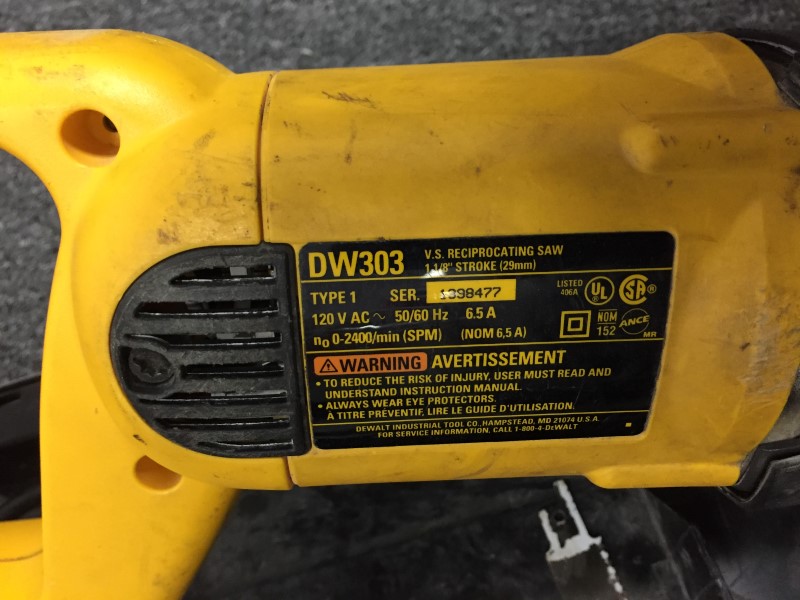 DW303 V.S. RECIPROCATING SAW
1 1/8" STROKE (29mm)
TYPE 1 SER. 1398477
120 V AC ~ 50/60 Hz 6.5 A
n0 0-2400/min (SPM) (NOM 6,5 A)
LISTED
406A
UL
SA
NOM
152
ANCE
MR
WARNING AVERTISSEMENT
• TO REDUCE THE RISK OF INJURY, USER MUST READ AND
UNDERSTAND INSTRUCTION MANUAL.
• ALWAYS WEAR EYE PROTECTORS.
À TITRE PRÉVENTIF, LIRE LE GUIDE D'UTILISATION.
DEWALT INDUSTRIAL TOOL CO., HAMPSTEAD, MD 21074 U.S.A.
FOR SERVICE INFORMATION, CALL 1-800-4-DEWALT